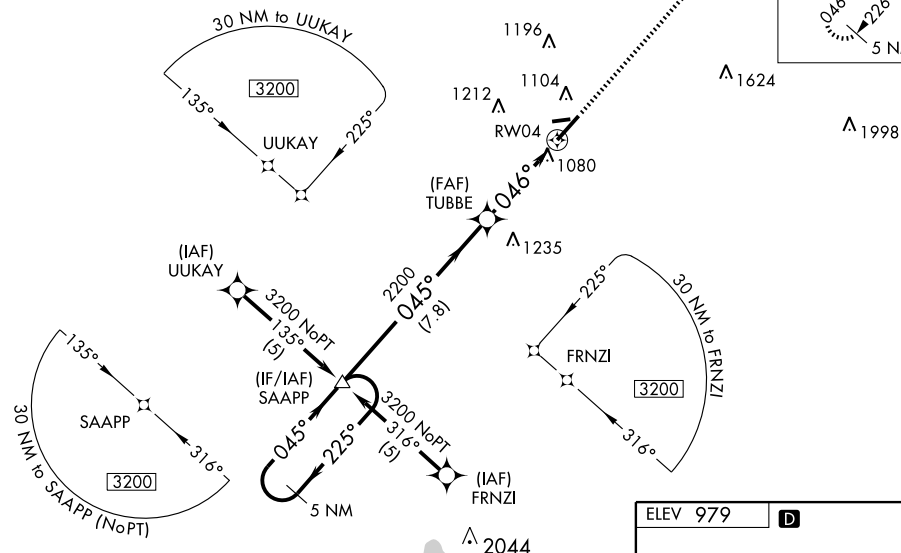 30 NM to UUKAY
3200
135°
225°
UUKAY
1196
1104
1212
RW04
1080
1624
1998
046°
226°
5 N
(FAF)
TUBBE
046°
1235
(IAF)
UUKAY
3200 NoPT
135°
(5)
2200
045°
(7.8)
(IF/IAF)
SAAPP
045°
225°
5 NM
3200 NoPT
316°
(5)
(IAF)
FRNZI
2044
135°
SAAPP
316°
3200
30 NM to SAAPP (NoPT)
225°
30 NM to FRNZI
FRNZI
3200
316°
ELEV 979
D